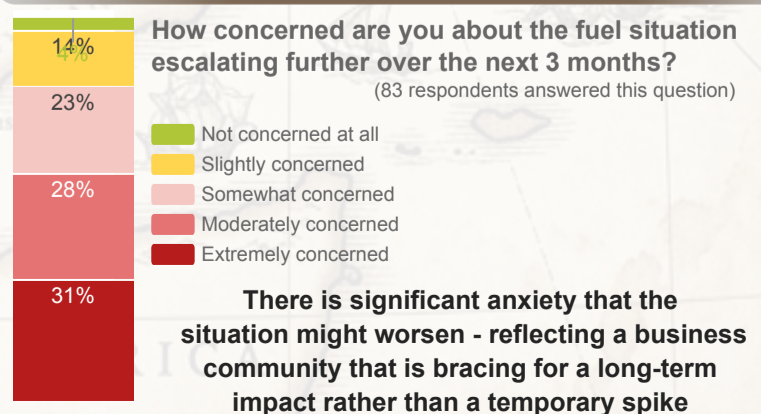 How concerned are you about the fuel situation
escalating further over the next 3 months?
(83 respondents answered this question)
4%
14%
23%
28%
31%
Not concerned at all
Slightly concerned
Somewhat concerned
Moderately concerned
Extremely concerned
There is significant anxiety that the
situation might worsen - reflecting a business
community that is bracing for a long-term
impact rather than a temporary spike
R I C A